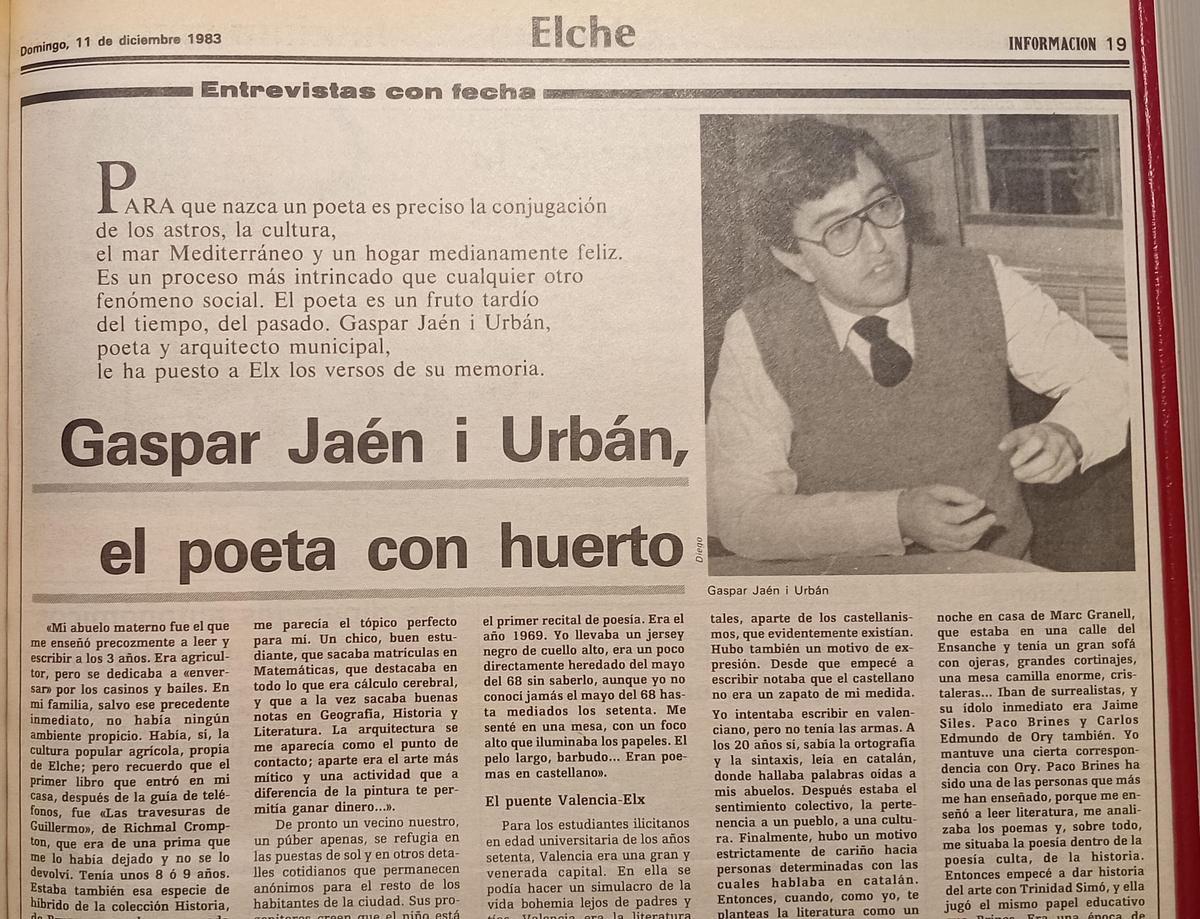 Domingo, 11 de diciembre 1983
Elche
INFORMACION 19
Entrevistas con fecha
PARA que nazca un poeta es preciso la conjugación
de los astros, la cultura,
el mar Mediterráneo y un hogar medianamente feliz.
Es un proceso más intrincado que cualquier otro
fenómeno social. El poeta es un fruto tardío
del tiempo, del pasado. Gaspar Jaén i Urbán,
poeta y arquitecto municipal,
le ha puesto a Elx los versos de su memoria.
Gaspar Jaén i Urbán,
el poeta con huerto
Diego
Gaspar Jaén i Urbán
«Mi abuelo materno fue el que
me enseñó precozmente a leer y
escribir a los 3 años. Era agricul-
tor, pero se dedicaba a «enver-
sar» por los casinos y bailes. En
mi familia, salvo ese precedente
inmediato, no había ningún
ambiente propicio. Había, sí, la
cultura popular agrícola, propia
de Elche; pero recuerdo que el
primer libro que entró en mi
casa, después de la guía de telé-
fonos, fue «Las travesuras de
Guillermo», de Richmal Cromp-
ton, que era de una prima que
me lo había dejado y no se lo
devolví. Tenía unos 8 ó 9 años.
Estaba también esa especie de
híbrido de la colección Historia,
me parecía el tópico perfecto
para mí. Un chico, buen estu-
diante, que sacaba matrículas en
Matemáticas, que destacaba en
todo lo que era cálculo cerebral,
y que a la vez sacaba buenas
notas en Geografía, Historia y
Literatura. La arquitectura se
me aparecía como el punto de
contacto; aparte era el arte más
mítico y una actividad que a
diferencia de la pintura te per-
mitía ganar dinero...».
De pronto un vecino nuestro,
un púber apenas, se refugia en
las puestas de sol y en otros deta-
lles cotidianos que permanecen
anónimos para el resto de los
habitantes de la ciudad. Sus pro-
genitores creen que el niño está
el primer recital de poesía. Era el
año 1969. Yo llevaba un jersey
negro de cuello alto, era un poco
directamente heredado del mayo
del 68 sin saberlo, aunque yo no
conocí jamás el mayo del 68 has-
ta mediados los setenta. Me
senté en una mesa, con un foco
alto que iluminaba los papeles. El
pelo largo, barbudo... Eran poe-
mas en castellano».
El puente Valencia-Elx
Para los estudiantes ilicitanos
en edad universitaria de los años
setenta, Valencia era una gran y
venerada capital. En ella se
podía hacer un simulacro de la
vida bohemia lejos de padres y
tíos. Valencia era la literatura
tales, aparte de los castellanis-
mos, que evidentemente existían.
Hubo también un motivo de ex-
presión. Desde que empecé a
escribir notaba que el castellano
no era un zapato de mi medida.
Yo intentaba escribir en valen-
ciano, pero no tenía las armas. A
los 20 años sí, sabía la ortografía
y la sintaxis, leía en catalán,
donde hallaba palabras oídas a
mis abuelos. Después estaba el
sentimiento colectivo, la perte-
nencia a un pueblo, a una cultu-
ra. Finalmente, hubo un motivo
estrictamente de cariño hacia
personas determinadas con las
cuales hablaba en catalán.
Entonces, cuando, como yo, te
planteas la literatura como un
noche en casa de Marc Granell,
que estaba en una calle del
Ensanche y tenía un gran sofá
con ojeras, grandes cortinajes,
una mesa camilla enorme, cris-
taleras... Iban de surrealistas, y
su ídolo inmediato era Jaime
Siles. Paco Brines y Carlos
Edmundo de Ory también. Yo
mantuve una cierta correspon-
dencia con Ory. Paco Brines ha
sido una de las personas que más
me han enseñado, porque me en-
señó a leer literatura, me anali-
zaba los poemas y, sobre todo,
me situaba la poesía dentro de la
poesía culta, de la historia.
Entonces empecé a dar historia
del arte con Trinidad Simó, y ella
jugó el mismo papel educativo